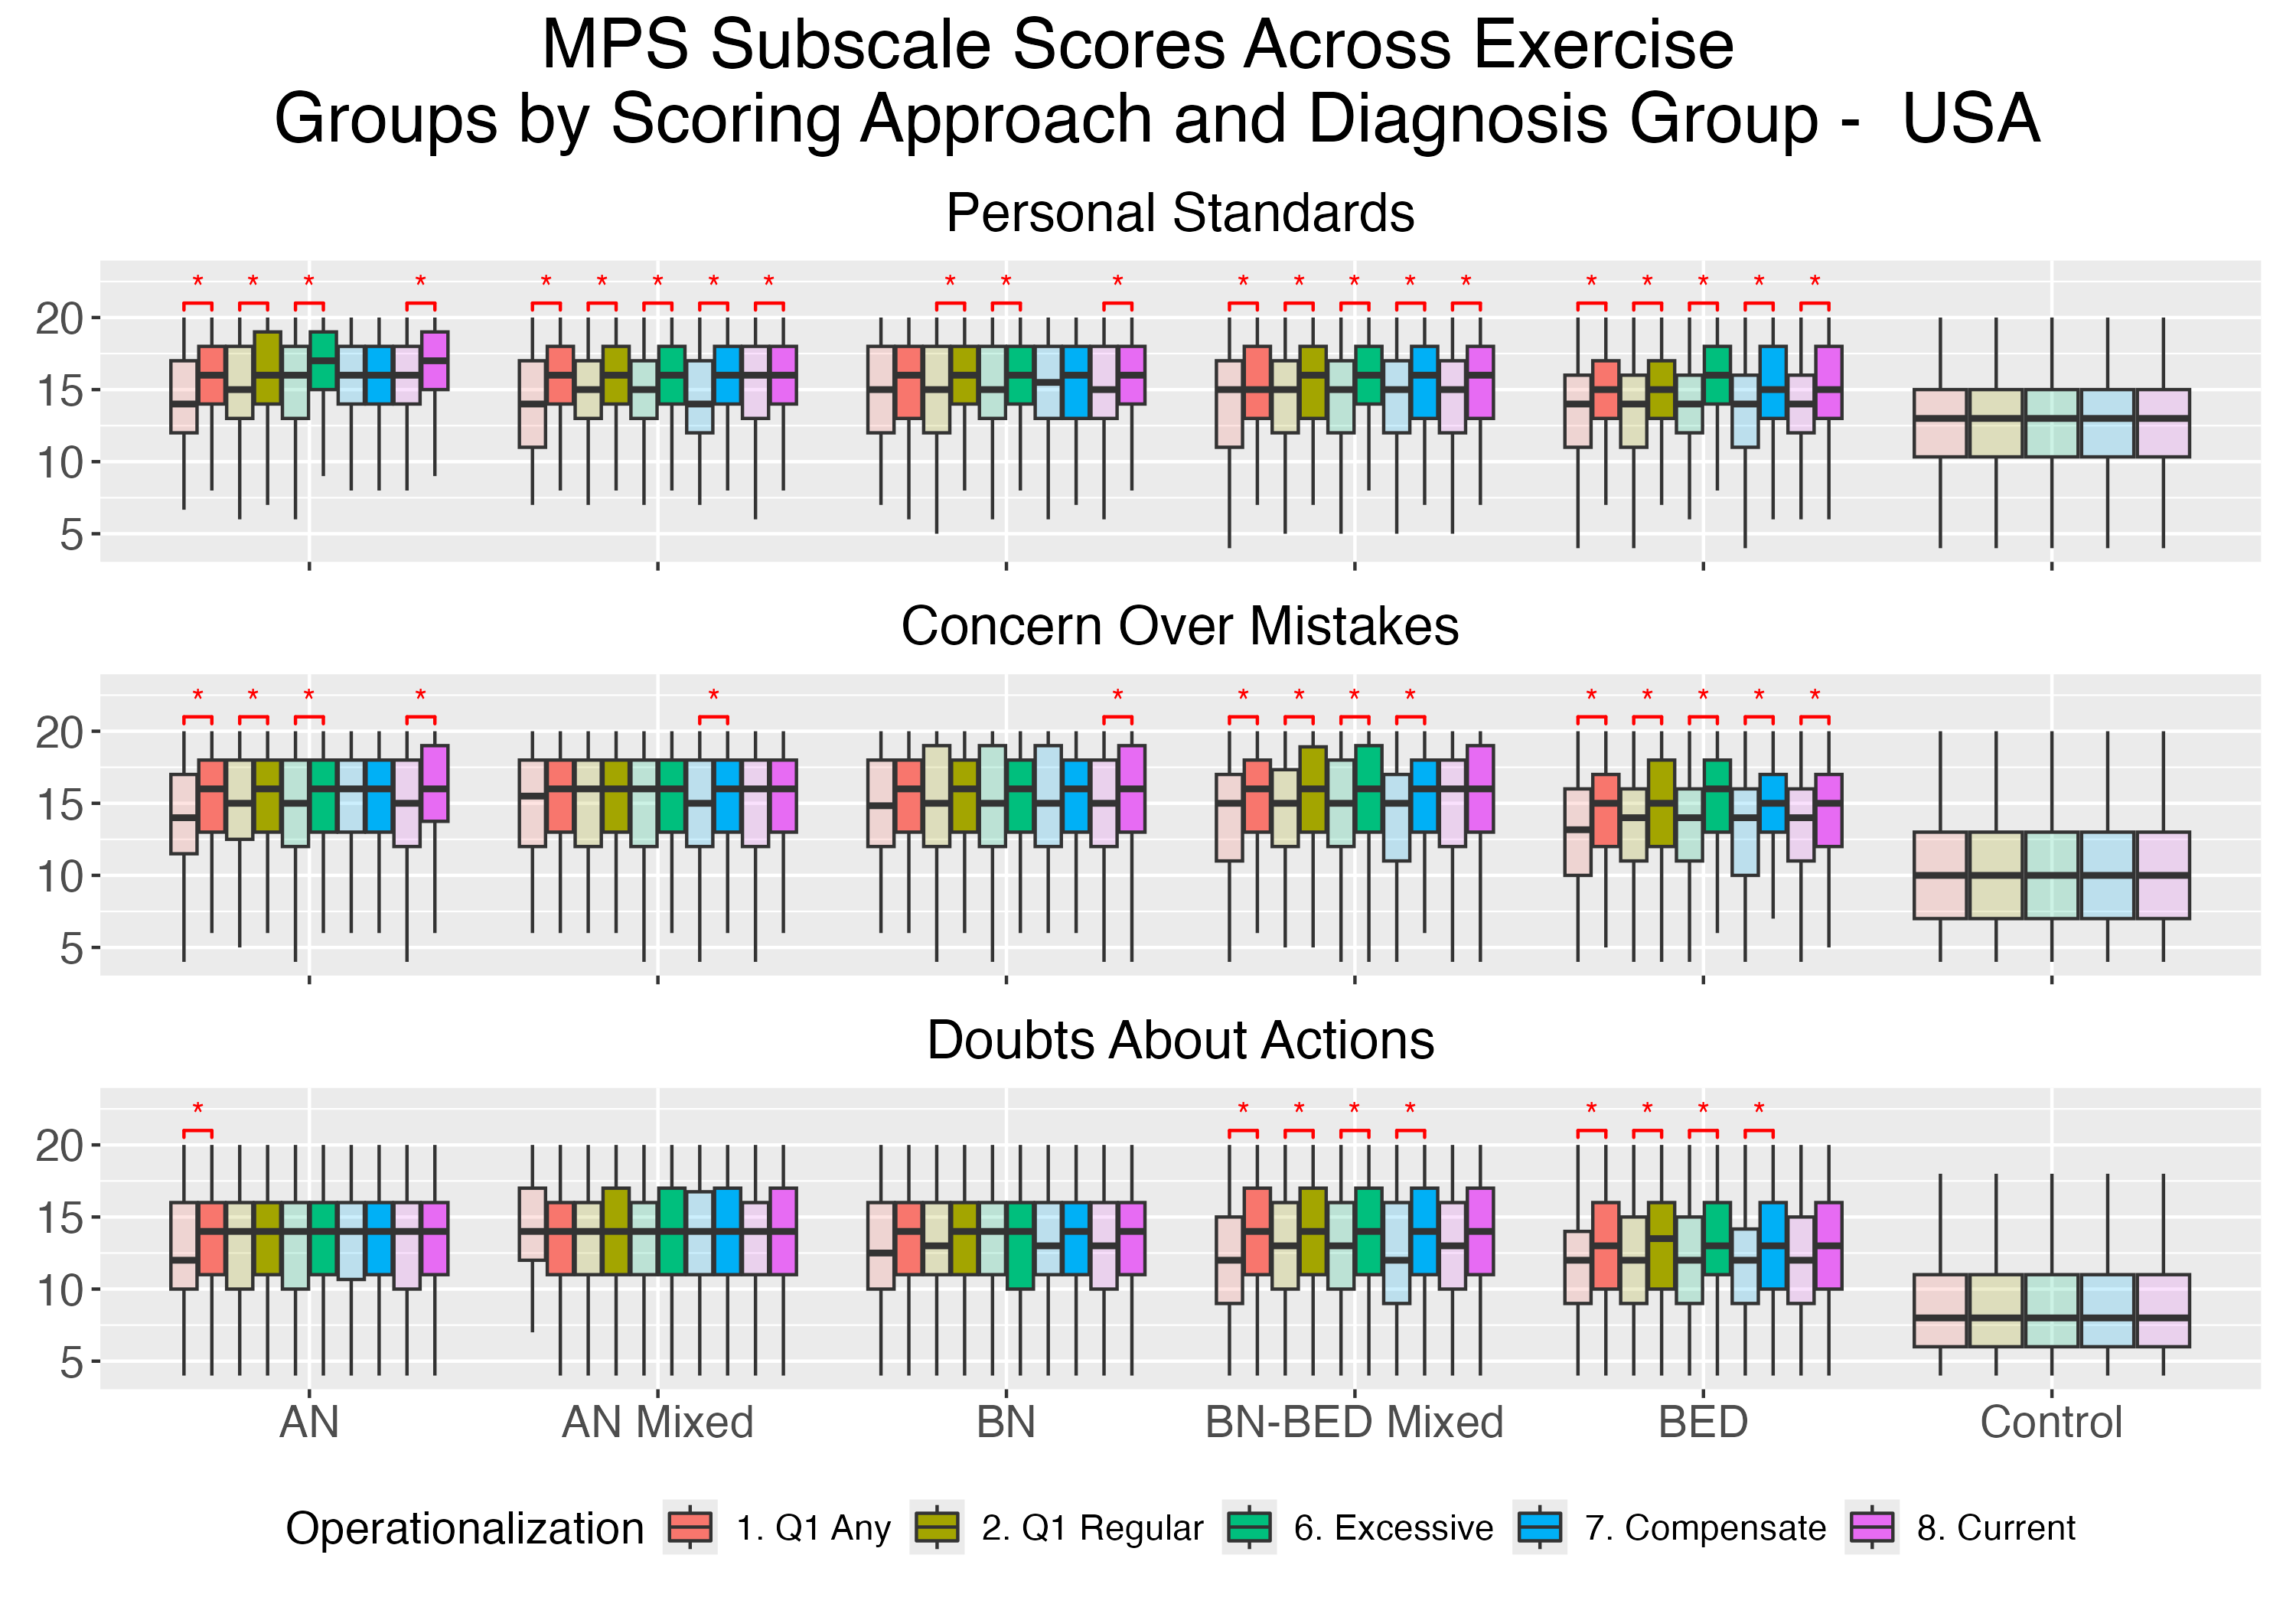 MPS Subscale Scores Across Exercise
Groups by Scoring Approach and Diagnosis Group - USA
Personal Standards
* * * * * * * * * * * * * * * * * * * * * *
20
15
10
5
Concern Over Mistakes
* * * * * * * * * * * * * * *
20
15
10
5
Doubts About Actions
* * * * * * * * *
20
15
10
5
AN AN Mixed BN BN-BED Mixed BED Control
Operationalization 1. Q1 Any 2. Q1 Regular 6. Excessive 7. Compensate 8. Current